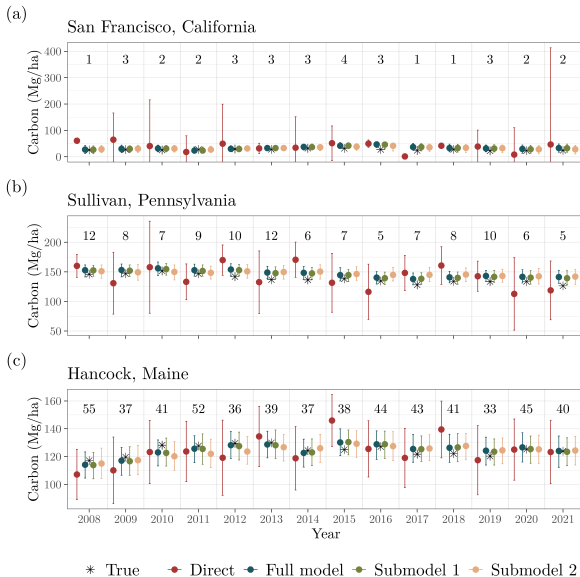 (a)
San Francisco, California
Carbon (Mg/ha)
400
300
200
100
0
1 3 2 2 3 3 3 4 3 1 1 3 2 2
(b)
Sullivan, Pennsylvania
Carbon (Mg/ha)
200
150
100
50
12 8 7 9 10 12 6 7 5 7 8 10 6 5
(c)
Hancock, Maine
Carbon (Mg/ha)
160
140
120
100
55 37 41 52 36 39 37 38 44 43 41 33 45 40
2008 2009 2010 2011 2012 2013 2014 2015 2016 2017 2018 2019 2020 2021
Year
True Direct Full model Submodel 1 Submodel 2